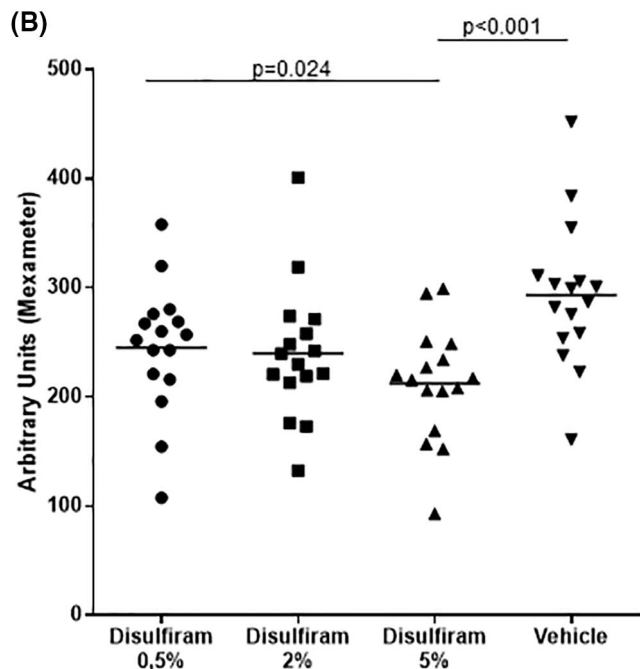 (B)
p<0.001
p=0.024
500
400
300
200
100
0
Arbitrary Units (Mexameter)
Disulfiram
0,5%
Disulfiram
2%
Disulfiram
5%
Vehicle